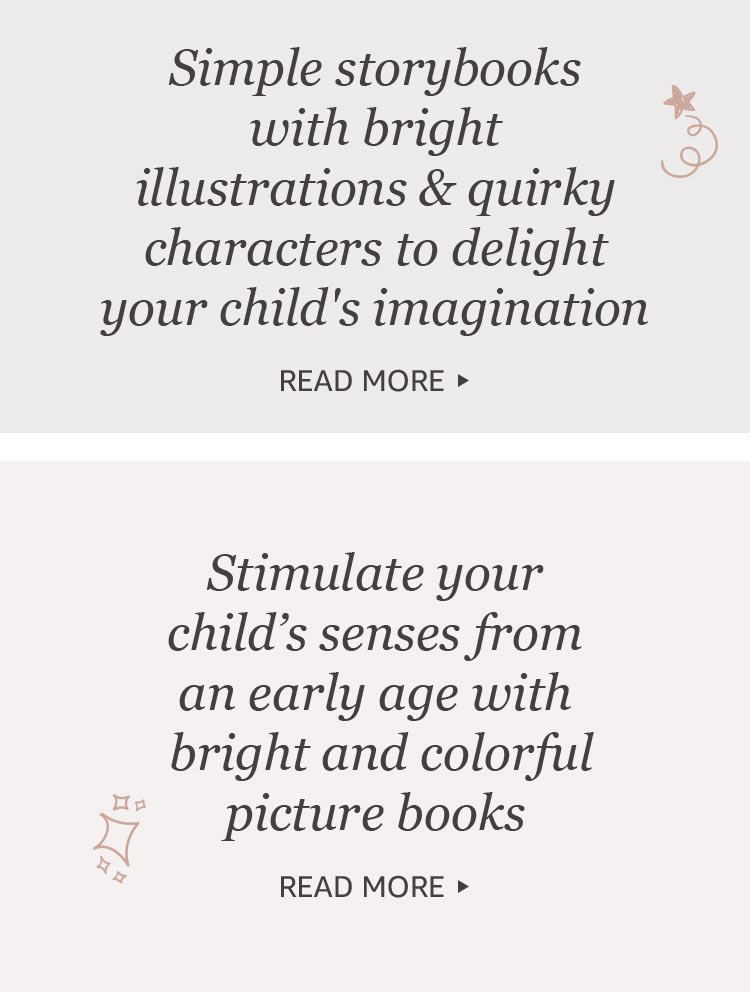 Simple storybooks
with bright
illustrations & quirky
characters to delight
your child's imagination
READ MORE
Stimulate your
child’s senses from
an early age with
bright and colorful
picture books
READ MORE